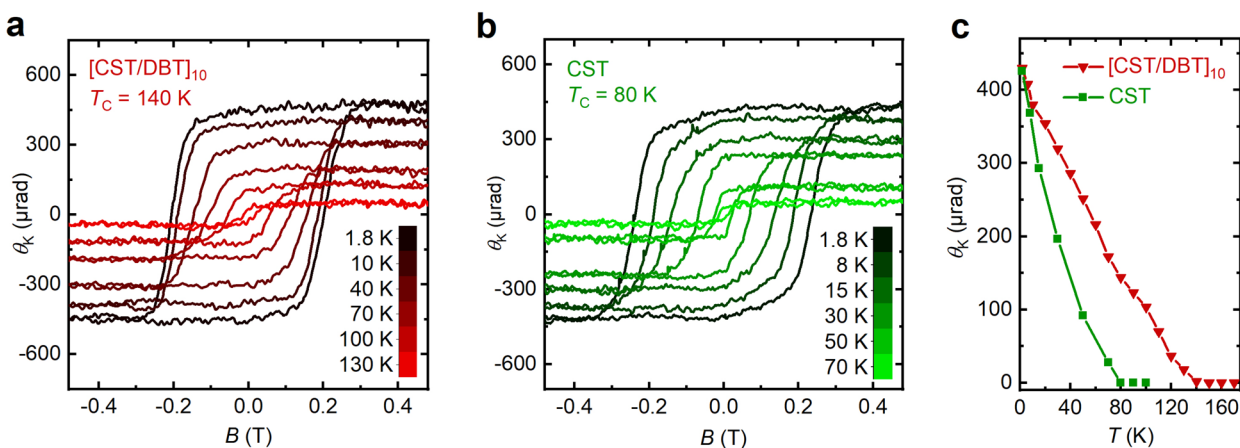 a
[CST/DBT]10
TC = 140 K
600
300
0
-300
-600
θK (μrad)
1.8 K
10 K
40 K
70 K
100 K
130 K
-0.4 -0.2 0.0 0.2 0.4
B (T)
b
CST
TC = 80 K
600
300
0
-300
-600
θK (μrad)
1.8 K
8 K
15 K
30 K
50 K
70 K
-0.4 -0.2 0.0 0.2 0.4
B (T)
c
[CST/DBT]10
CST
400
300
200
100
0
θK (μrad)
0 40 80 120 160
T (K)